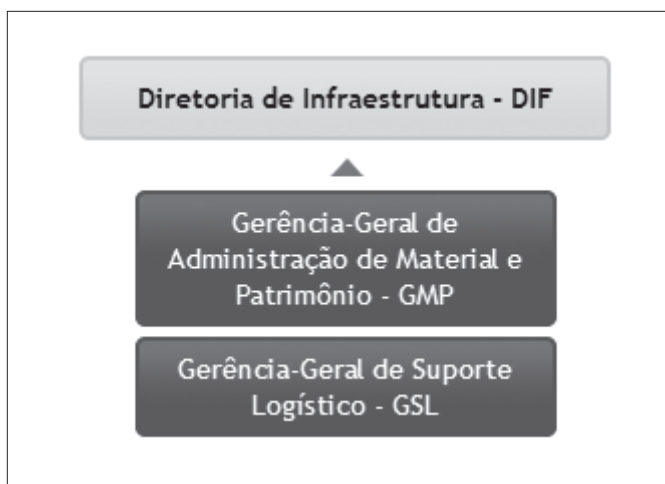 Diretoria de Infraestrutura - DIF
Gerência-Geral de
Administração de Material e
Patrimônio - GMP
Gerência-Geral de Suporte
Logístico - GSL